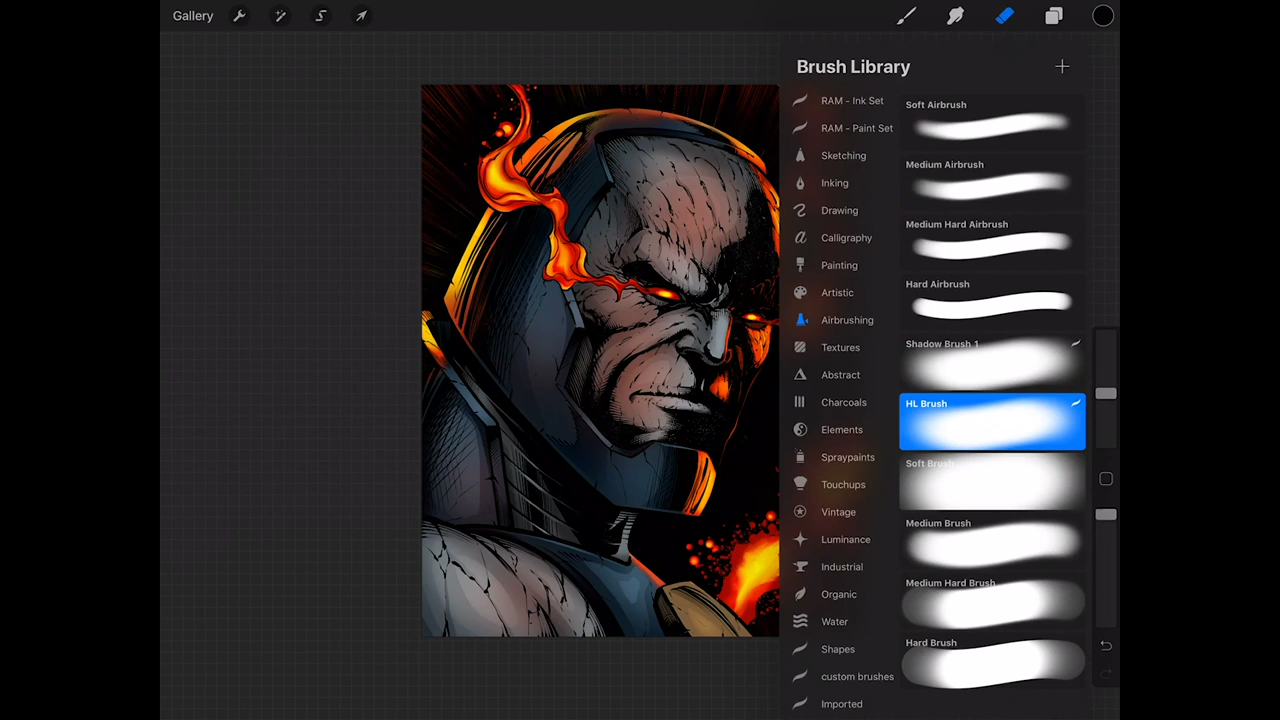 Gallery
Brush Library
RAM - Ink Set
RAM - Paint Set
Sketching
Inking
Drawing
Calligraphy
Painting
Artistic
Airbrushing
Textures
Abstract
Charcoals
Elements
Spraypaints
Touchups
Vintage
Luminance
Industrial
Organic
Water
Shapes
custom brushes
Imported
Soft Airbrush
Medium Airbrush
Medium Hard Airbrush
Hard Airbrush
Shadow Brush 1
HL Brush
Soft Brush
Medium Brush
Medium Hard Brush
Hard Brush